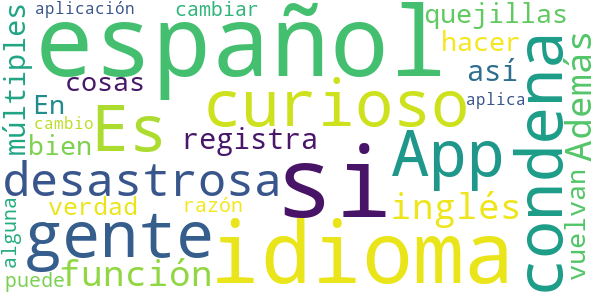 aplicación
cambiar
quejillas
español
hacer
múltiples
cosas
curioso
así
condena
Además
En
Es
registra
App
aplica
cambio
bien
si
desastrosa
inglés
verdad
razón
gente
idioma
vuelvan
alguna
función
puede